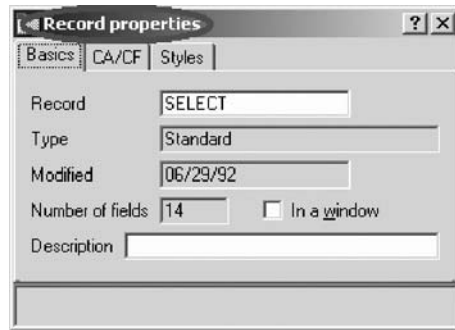 Record properties
Basics CA/CF Styles
Record SELECT
Type Standard
Modified 06/29/92
Number of fields 14 In a window
Description